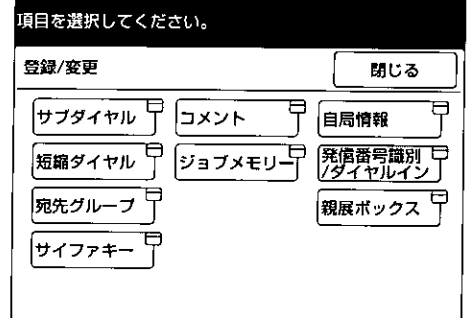 項目を選択してください。
登録/変更
閉じる
サブダイヤル
コメント
自局情報
短縮ダイヤル
ジョブメモリー
発信番号識別
/ダイヤルイン
宛先グループ
親展ボックス
サイファキー